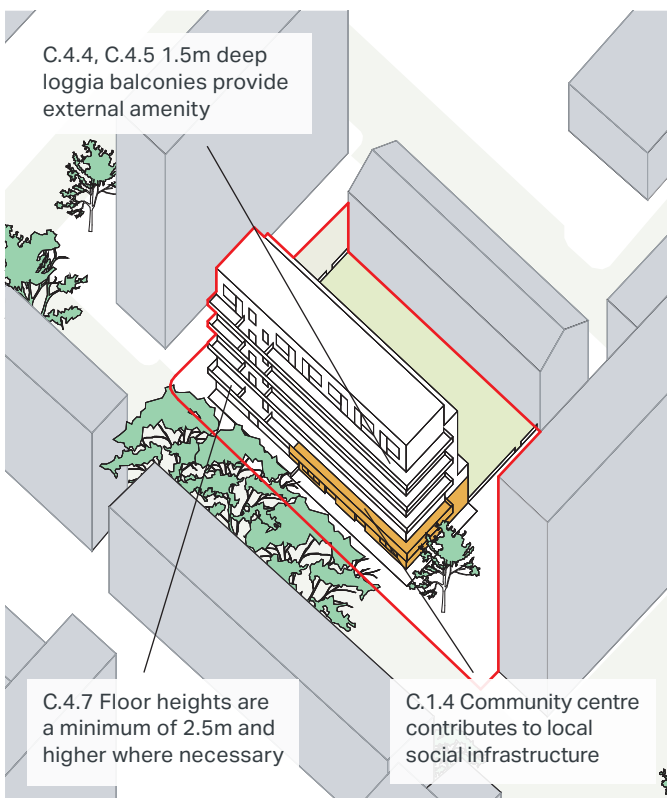 C.4.4, C.4.5 1.5m deep
loggia balconies provide
external amenity
C.4.7 Floor heights are
a minimum of 2.5m and
higher where necessary
C.1.4 Community centre
contributes to local
social infrastructure